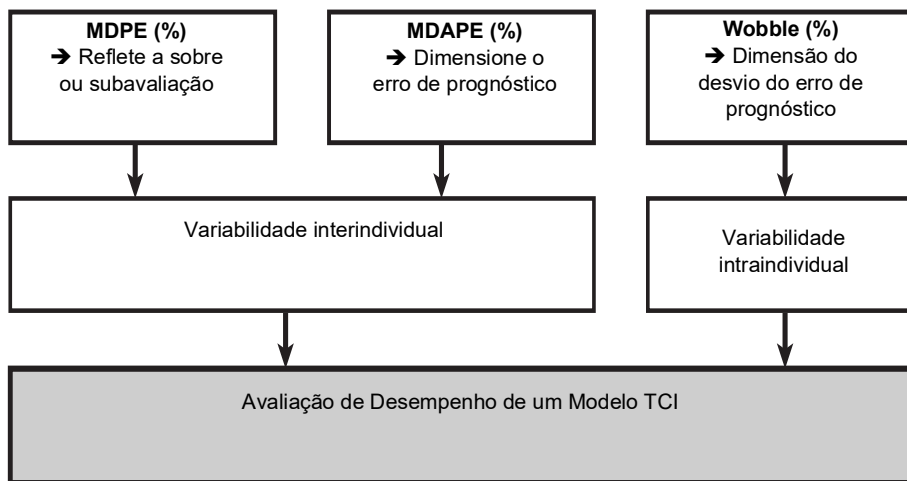 MDPE (%)
➔ Reflete a sobre
ou subavaliação
MDAPE (%)
➔ Dimensione o
erro de prognóstico
Wobble (%)
➔ Dimensão do
desvio do erro de
prognóstico
Variabilidade interindividual
Variabilidade
intraindividual
Avaliação de Desempenho de um Modelo TCI